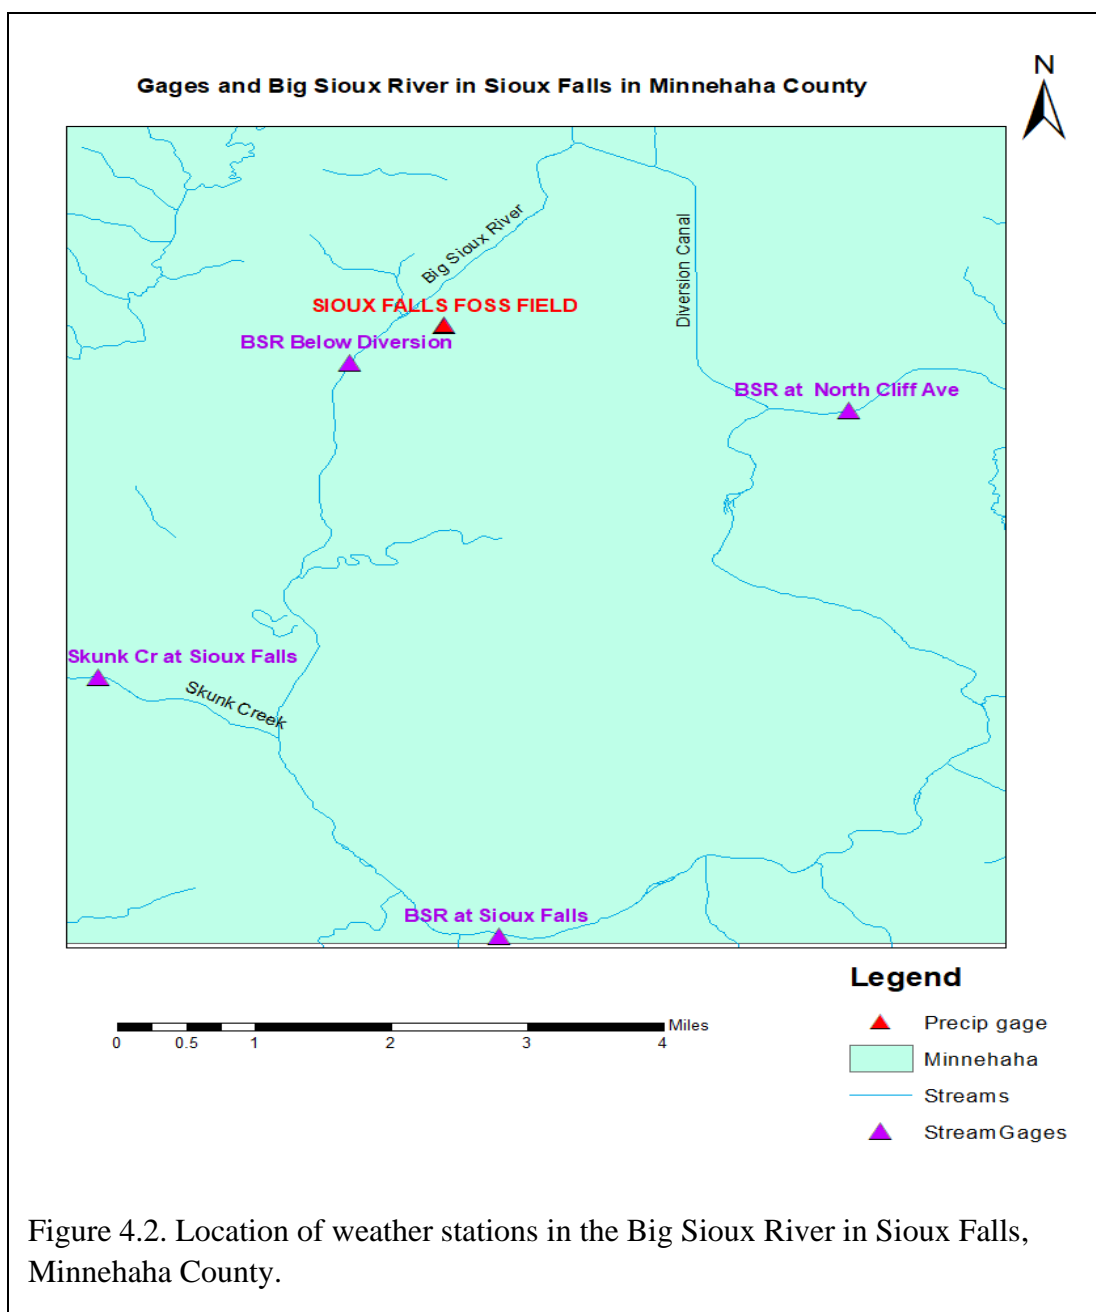 Gages and Big Sioux River in Sioux Falls in Minnehaha County
N
Big Sioux River
Diversion Canal
SIOUX FALLS FOSS FIELD
BSR Below Diversion
BSR at North Cliff Ave
Skunk Cr at Sioux Falls
Skunk Creek
BSR at Sioux Falls
Legend
Precip gage
Minnehaha
Streams
StreamGages
Miles
0 0.5 1 2 3 4
Figure 4.2. Location of weather stations in the Big Sioux River in Sioux Falls,
Minnehaha County.